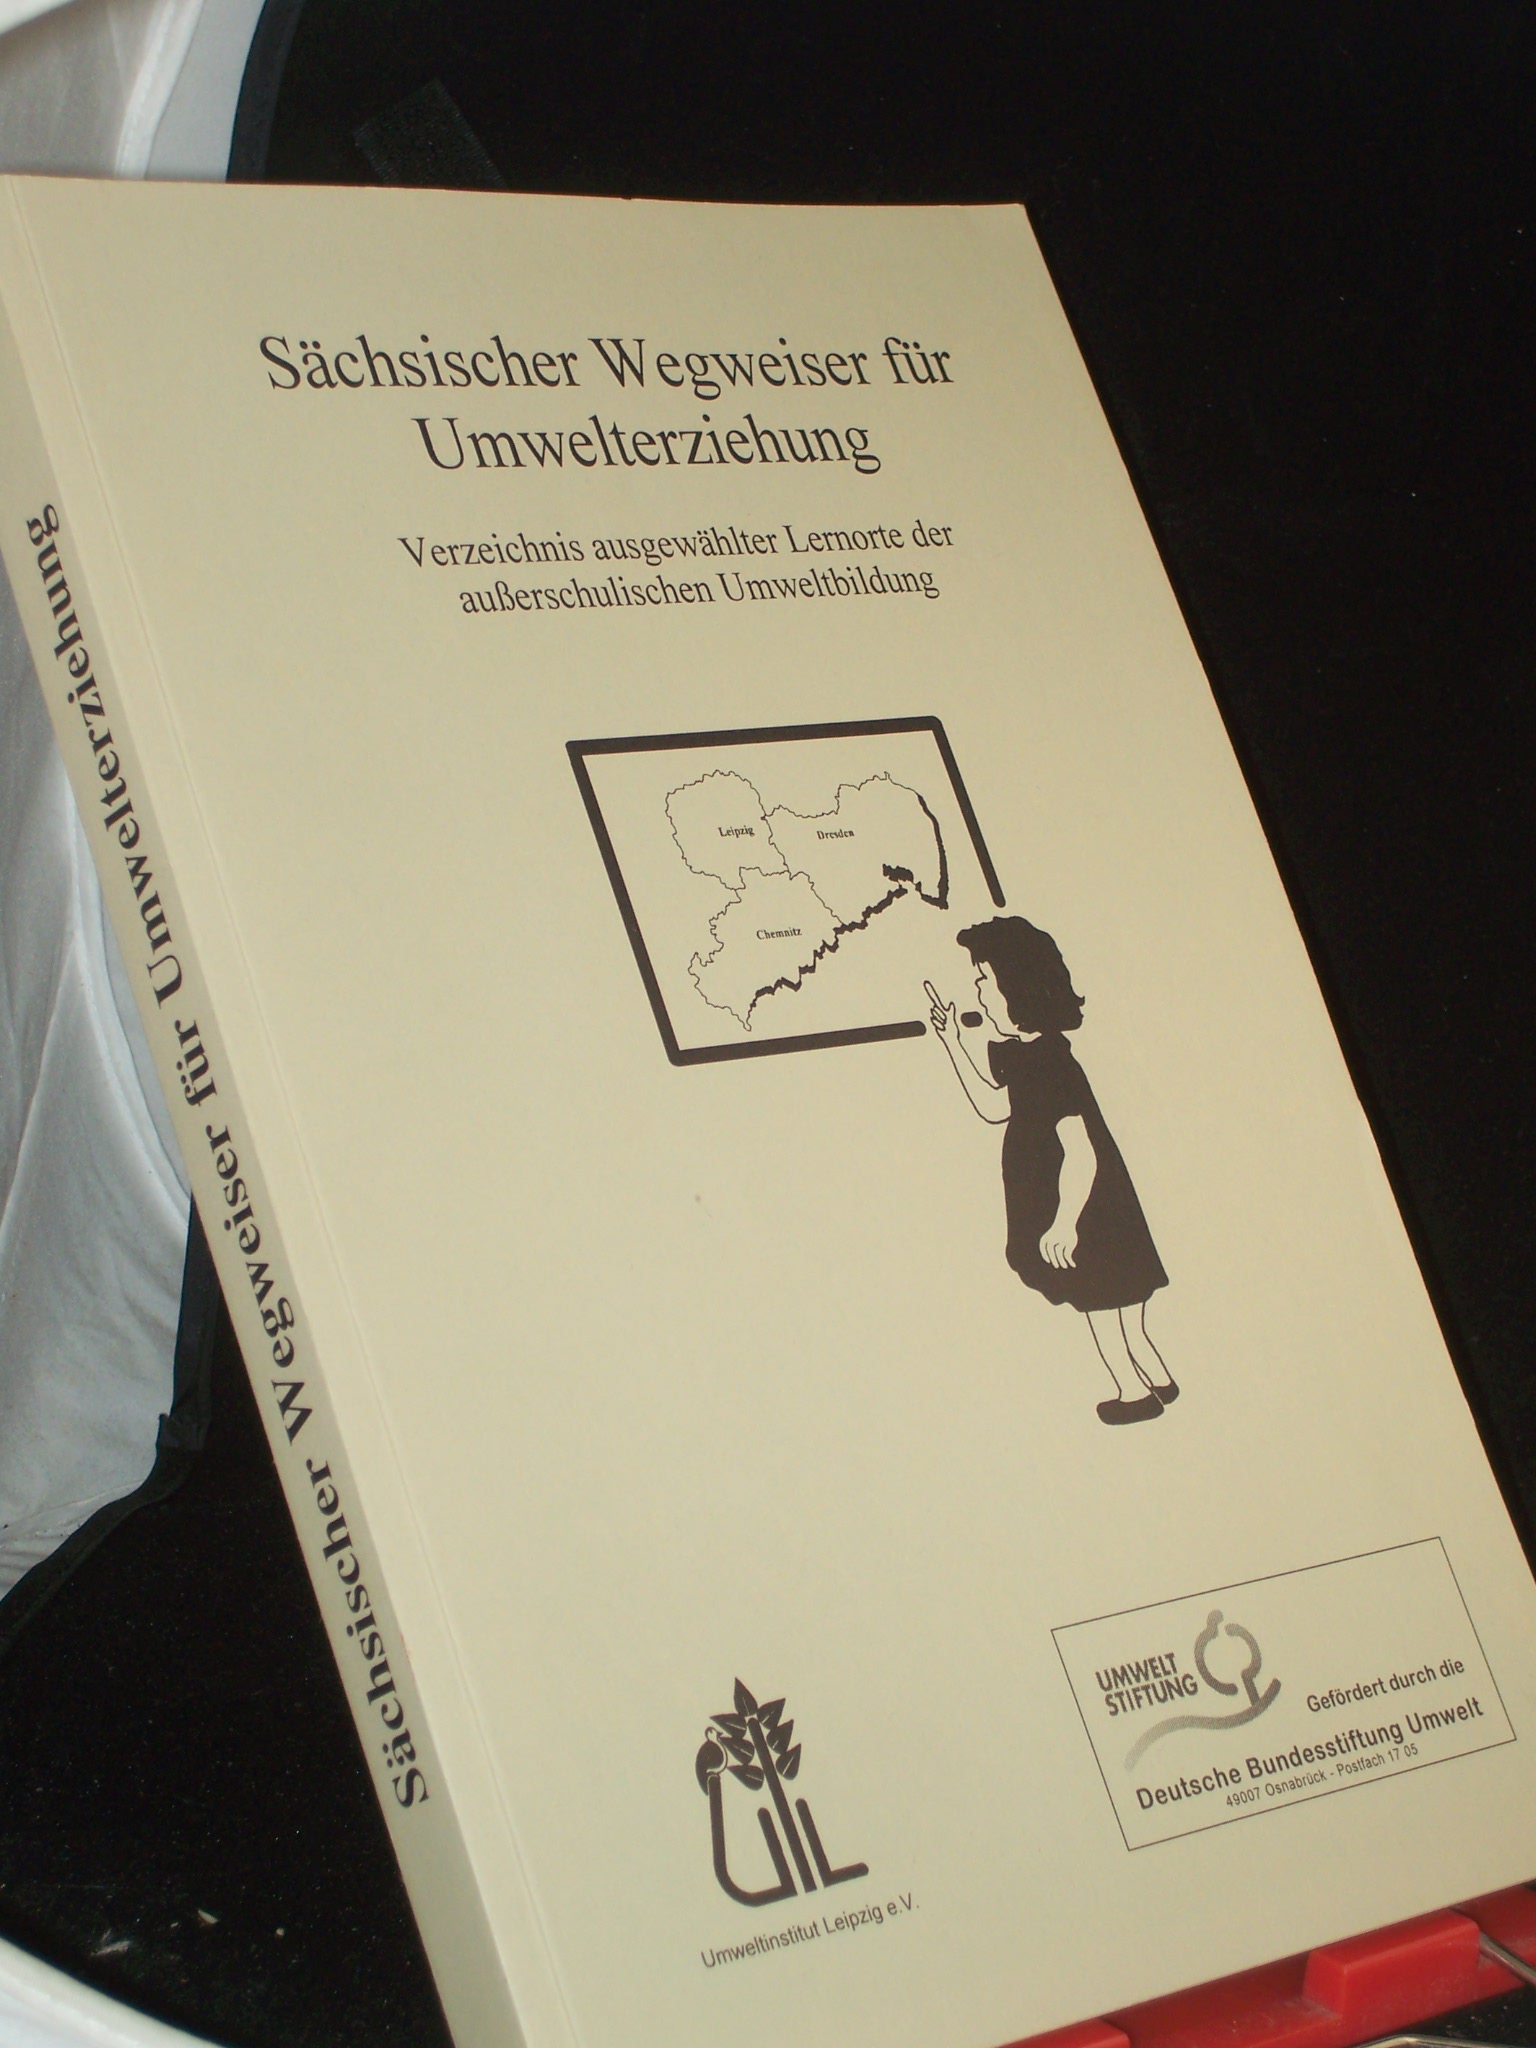 Sächsischer Wegweiser für
Umwelterziehung
Verzeichnis ausgewählter Lernorte der
außerschulischen Umweltbildung
Leipzig
Dresden
Chemnitz
Sächsischer Wegweiser für Umwelterziehung
UIL
Umweltinstitut Leipzig e.V.
UMWELT
STIFTUNG
Gefördert durch die
Deutsche Bundesstiftung Umwelt
49007 Osnabrück - Postfach 17 05